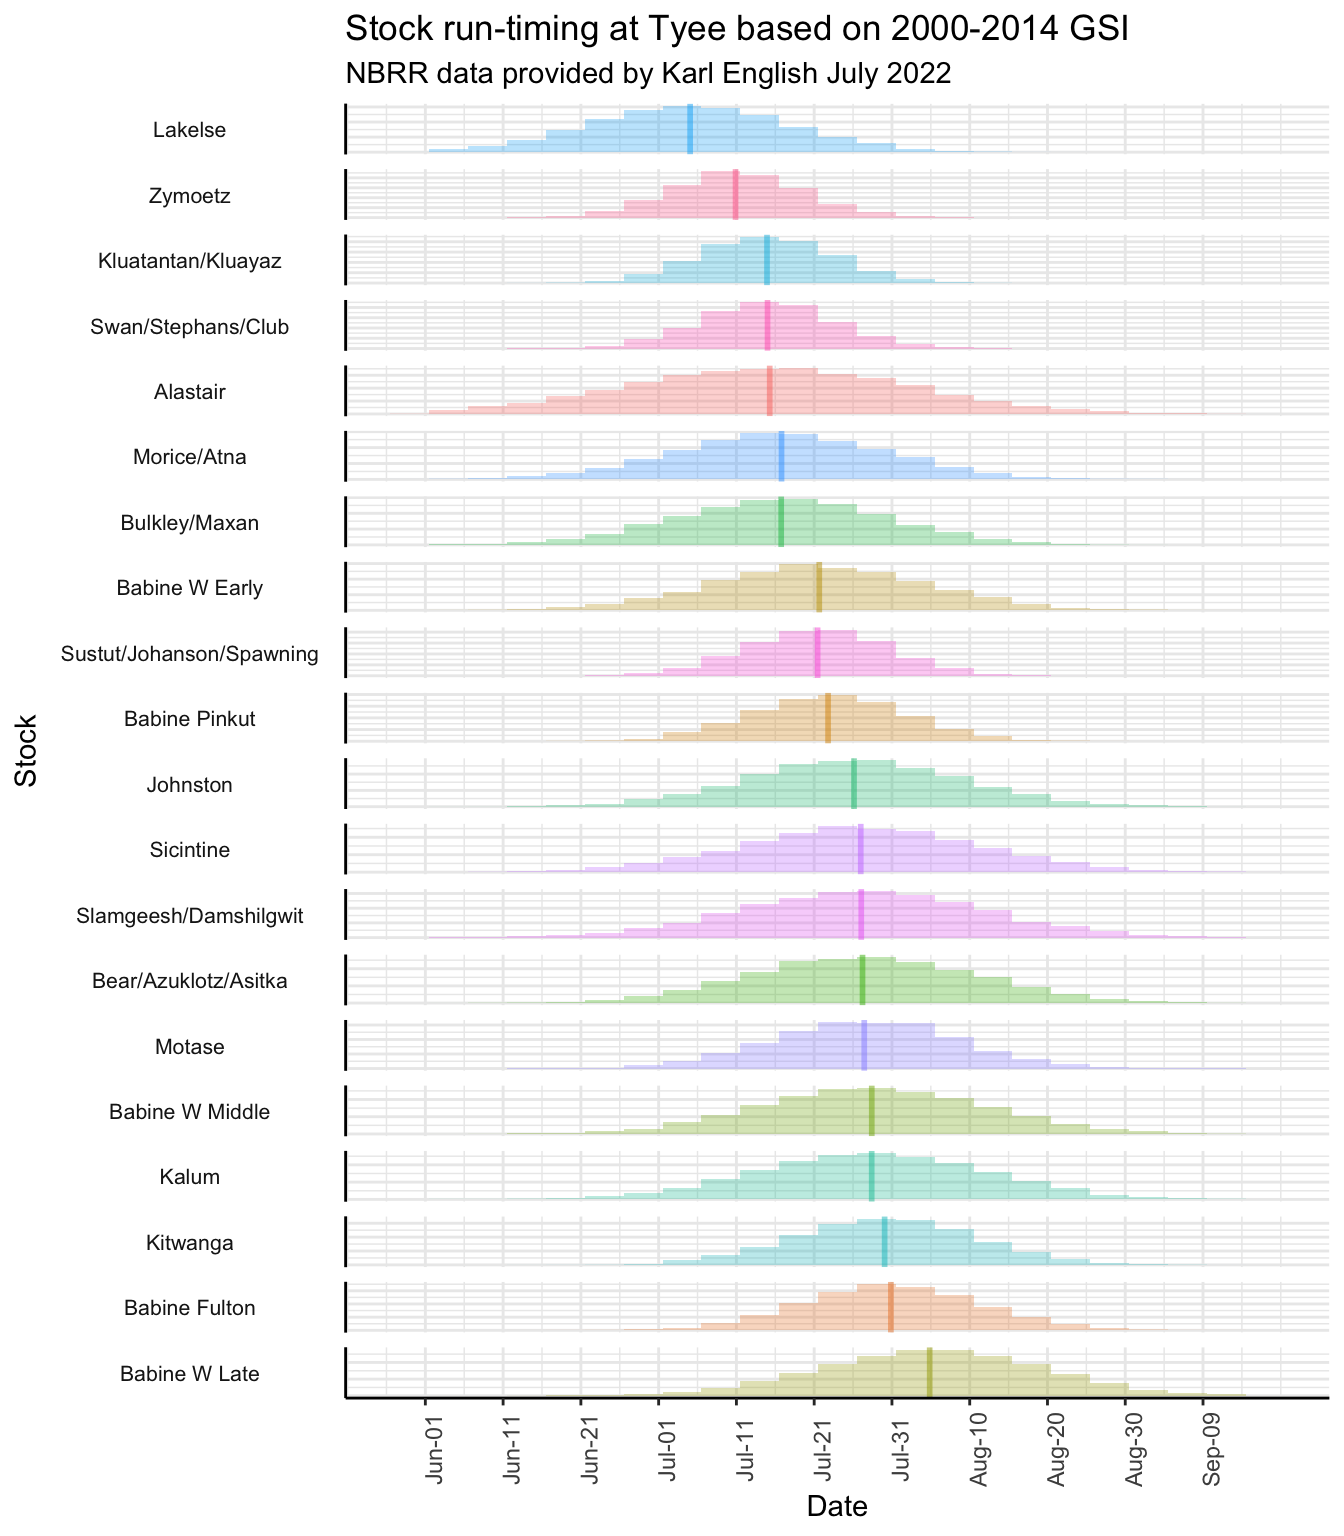 Stock run-timing at Tyee based on 2000-2014 GSI
NBRR data provided by Karl English July 2022
Lakelse
Zymoetz
Kluatantan/Kluayaz
Swan/Stephans/Club
Alastair
Morice/Atna
Bulkley/Maxan
Babine W Early
Sustut/Johanson/Spawning
Babine Pinkut
Johnston
Sicintine
Slamgeesh/Damshilgwit
Bear/Azuklotz/Asitka
Motase
Babine W Middle
Kalum
Kitwanga
Babine Fulton
Babine W Late
Stock
Jun-01
Jun-11
Jun-21
Jul-01
Jul-11
Jul-21
Jul-31
Aug-10
Aug-20
Aug-30
Sep-09
Date